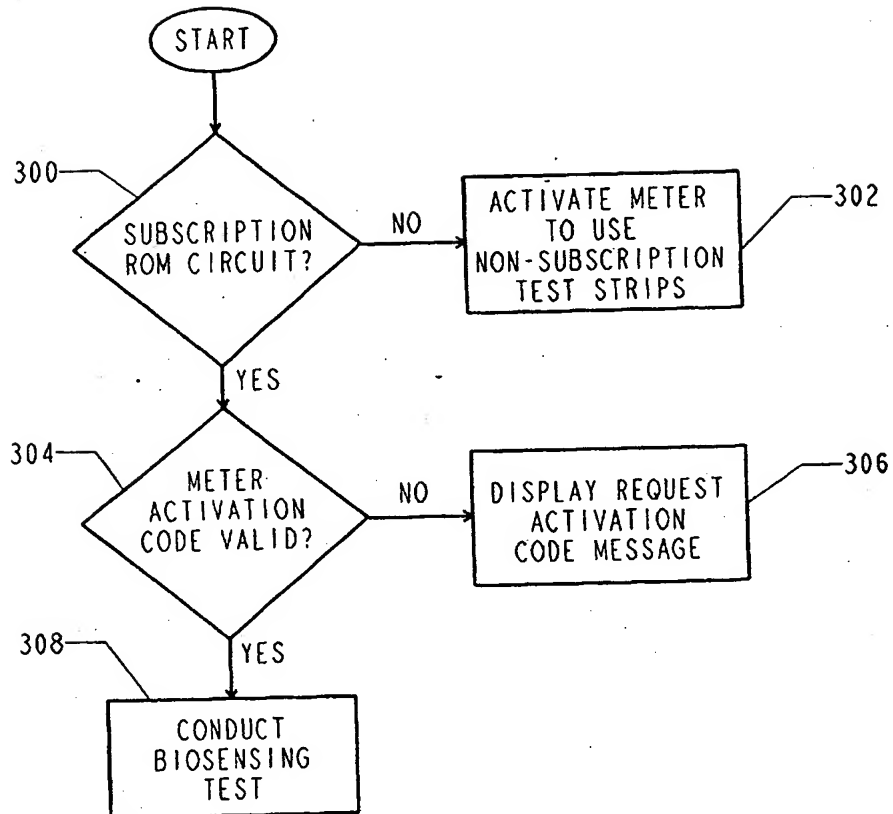 START
300
SUBSCRIPTION
ROM CIRCUIT?
NO
ACTIVATE METER
TO USE
NON-SUBSCRIPTION
TEST STRIPS
302
YES
304
METER
ACTIVATION
CODE VALID?
NO
DISPLAY REQUEST
ACTIVATION
CODE MESSAGE
306
YES
308
CONDUCT
BIOSENSING
TEST